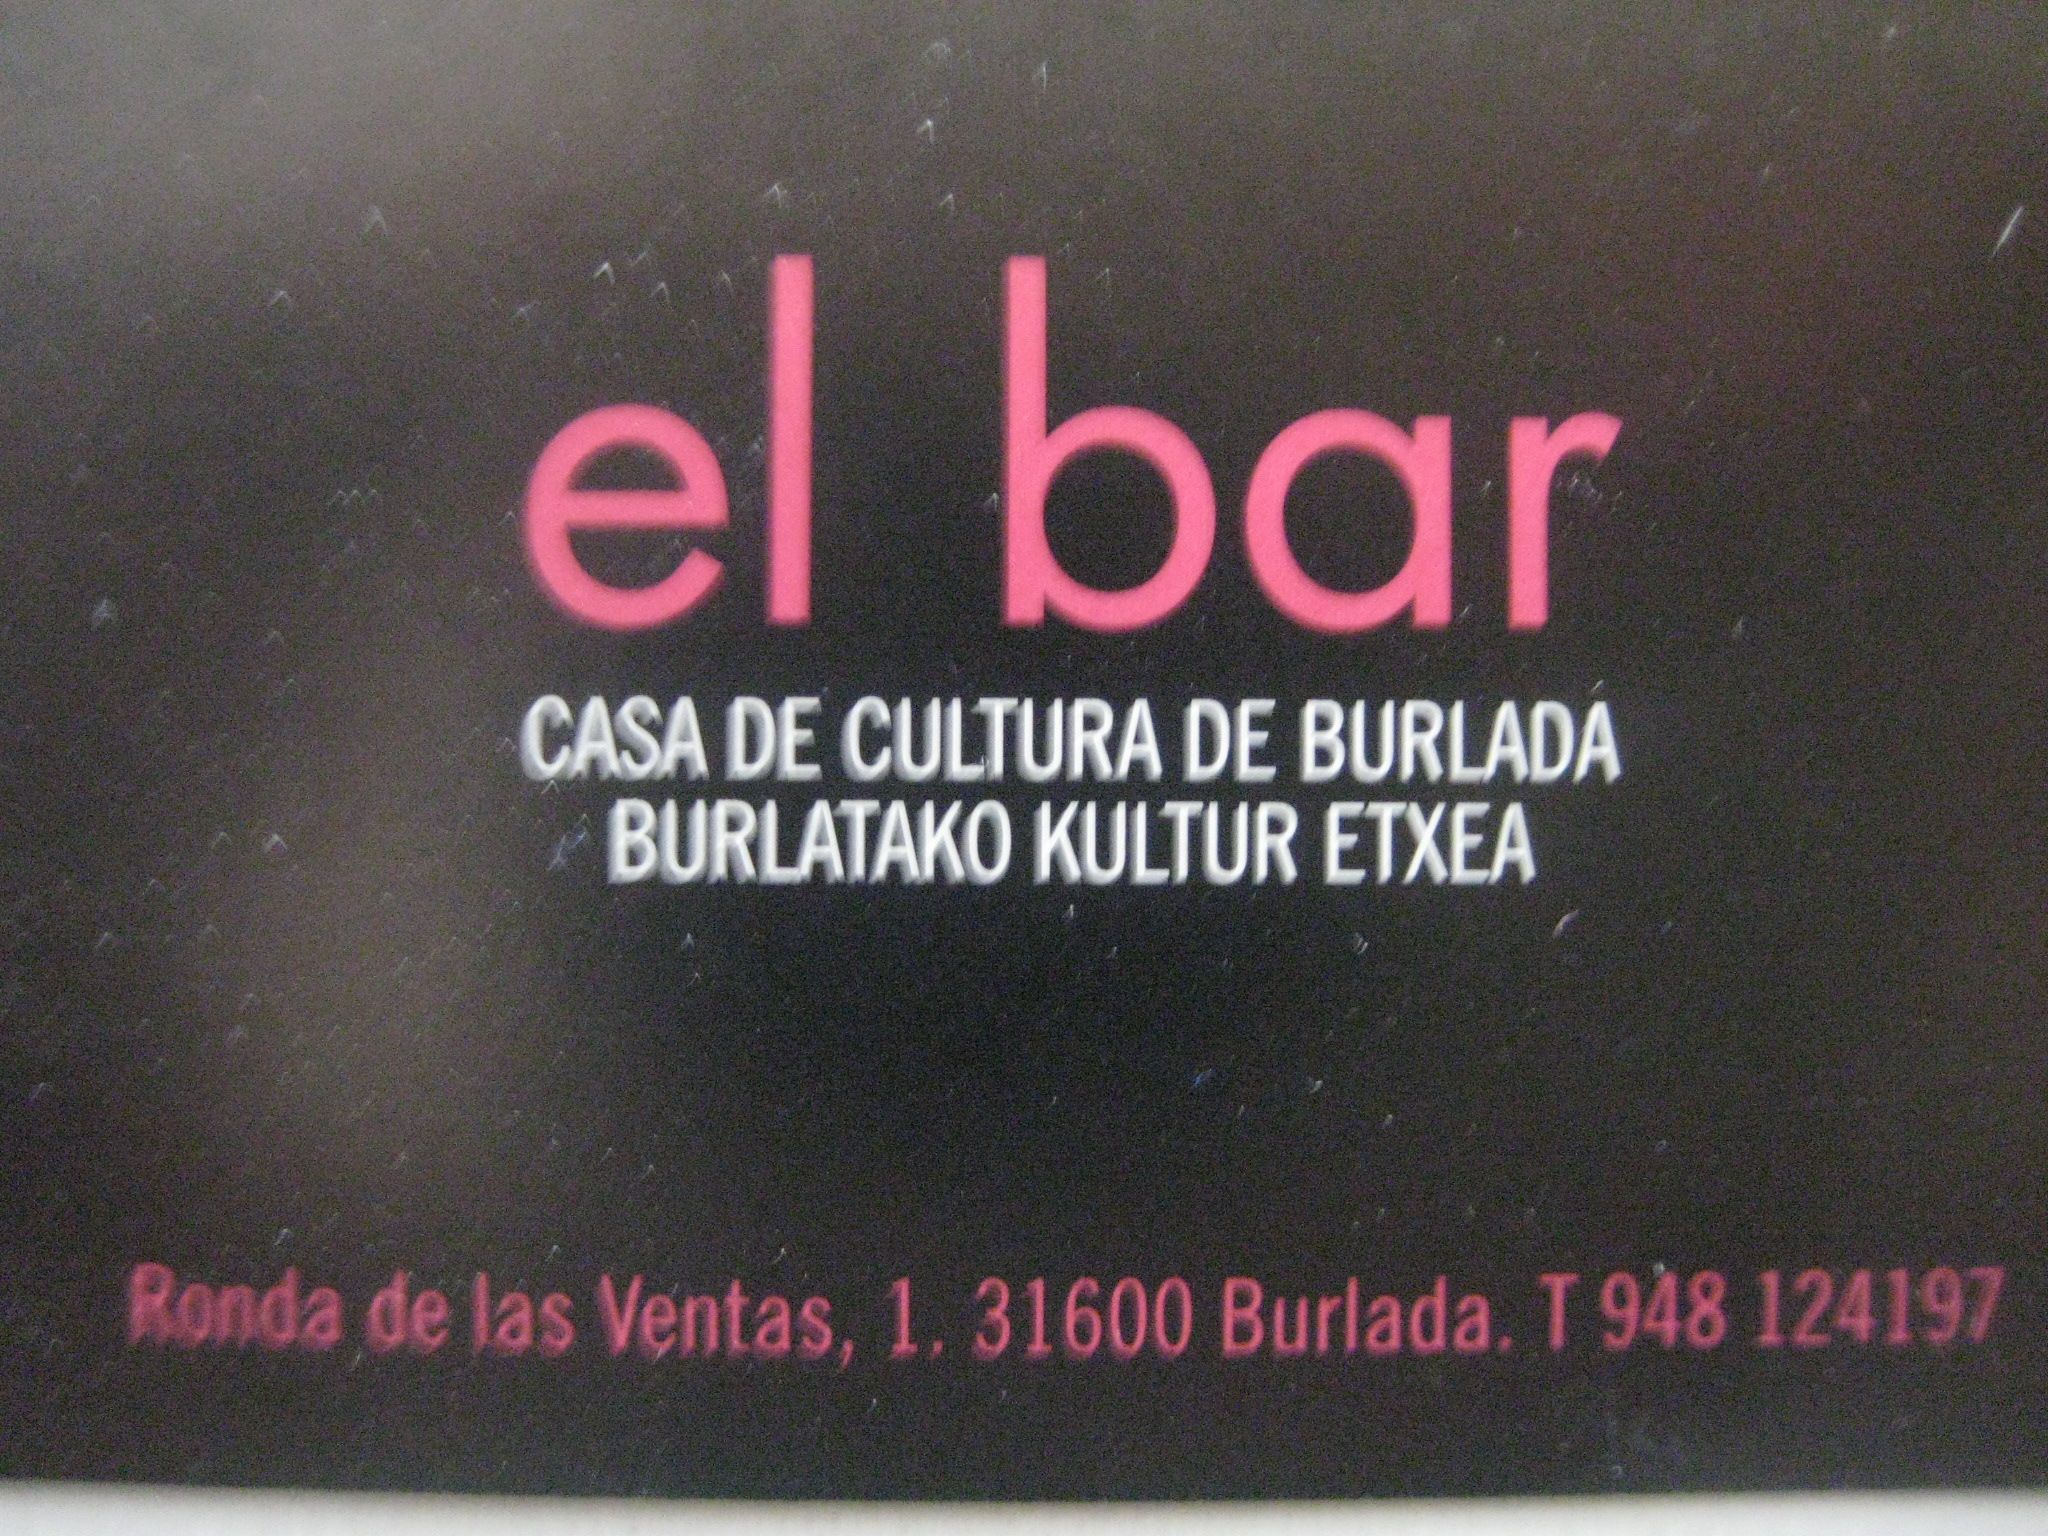 el bar
CASA DE CULTURA DE BURLADA
BURLATAKO KULTUR ETXEA
Ronda de las Ventas, 1. 31600 Burlada. T 948 124197